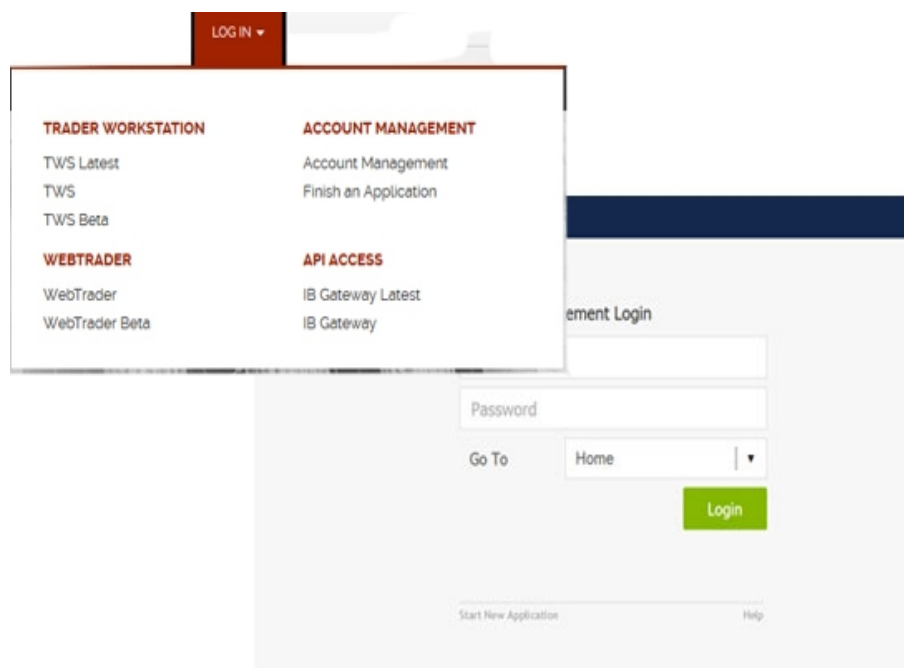 LOG IN
TRADER WORKSTATION
TWS Latest
TWS
TWS Beta
WEBTRADER
WebTrader
WebTrader Beta
ACCOUNT MANAGEMENT
Account Management
Finish an Application
API ACCESS
IB Gateway Latest
IB Gateway
ement Login
Password
Go To Home
Login
Start New Application Help